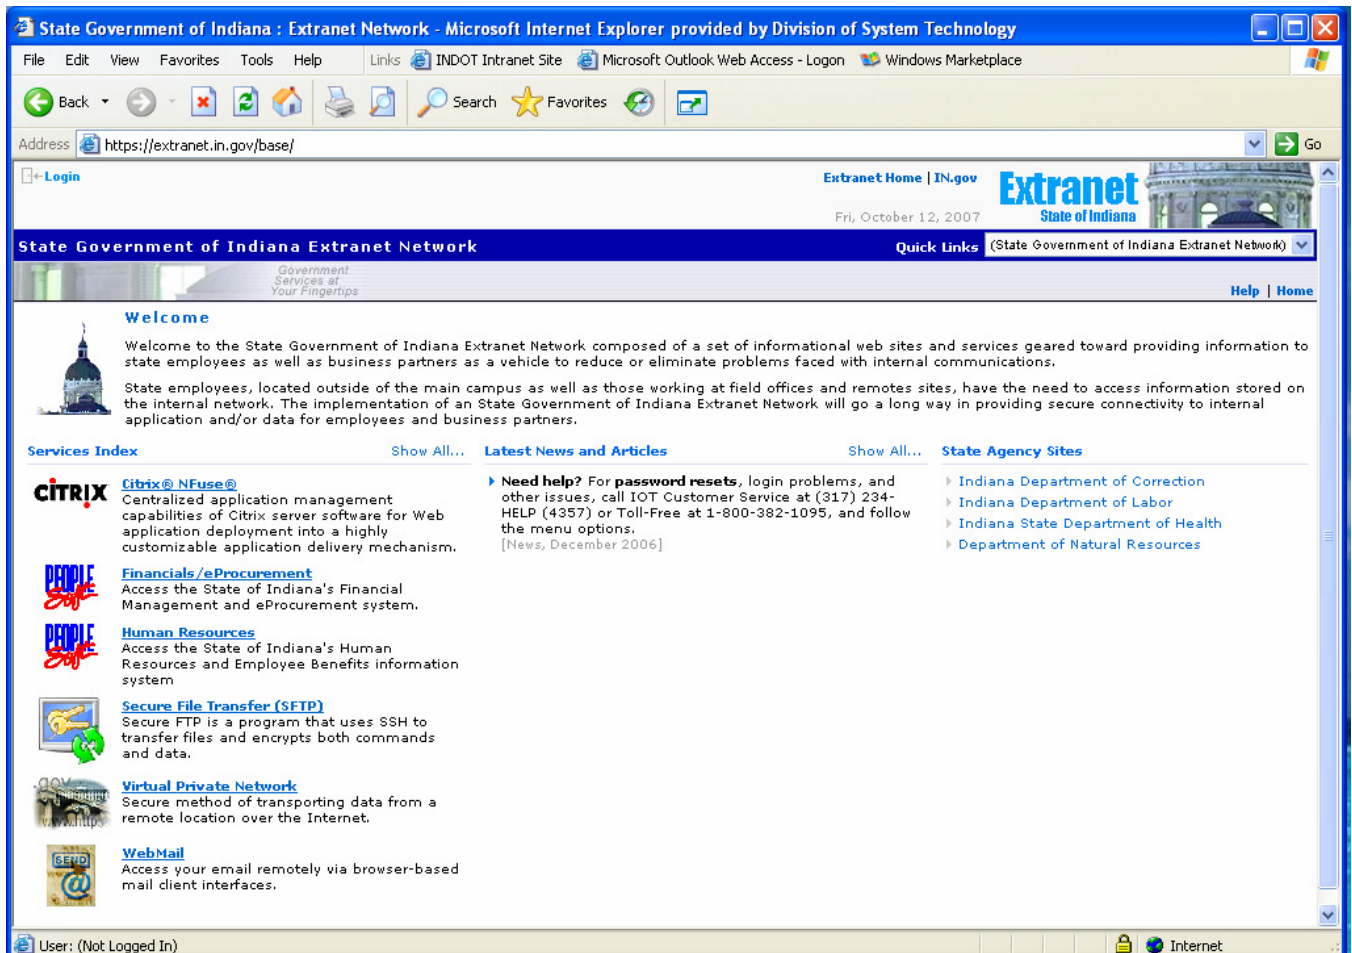 State Government of Indiana : Extranet Network - Microsoft Internet Explorer provided by Division of System Technology
File Edit View Favorites Tools Help Links INDOT Intranet Site Microsoft Outlook Web Access - Logon Windows Marketplace
Back Search Favorites
Address https://extranet.in.gov/base/ Go
Login
Extranet Home | IN.gov
Fri, October 12, 2007
Extranet
State of Indiana
State Government of Indiana Extranet Network
Quick Links (State Government of Indiana Extranet Network)
Government
Services at
Your Fingertips
Help | Home
Welcome
Welcome to the State Government of Indiana Extranet Network composed of a set of informational web sites and services geared toward providing information to
state employees as well as business partners as a vehicle to reduce or eliminate problems faced with internal communications.
State employees, located outside of the main campus as well as those working at field offices and remotes sites, have the need to access information stored on
the internal network. The implementation of an State Government of Indiana Extranet Network will go a long way in providing secure connectivity to internal
application and/or data for employees and business partners.
Services Index Show All...
CITRIX
Citrix® NFuse®
Centralized application management
capabilities of Citrix server software for Web
application deployment into a highly
customizable application delivery mechanism.
PEOPLE
Soft
Financials/eProcurement
Access the State of Indiana's Financial
Management and eProcurement system.
PEOPLE
Soft
Human Resources
Access the State of Indiana's Human
Resources and Employee Benefits information
system
Secure File Transfer (SFTP)
Secure FTP is a program that uses SSH to
transfer files and encrypts both commands
and data.
.gov
www.https
Virtual Private Network
Secure method of transporting data from a
remote location over the Internet.
SEND
@
WebMail
Access your email remotely via browser-based
mail client interfaces.
Latest News and Articles Show All...
Need help? For password resets, login problems, and
other issues, call IOT Customer Service at (317) 234-
HELP (4357) or Toll-Free at 1-800-382-1095, and follow
the menu options.
[News, December 2006]
State Agency Sites
Indiana Department of Correction
Indiana Department of Labor
Indiana State Department of Health
Department of Natural Resources
User: (Not Logged In) Internet